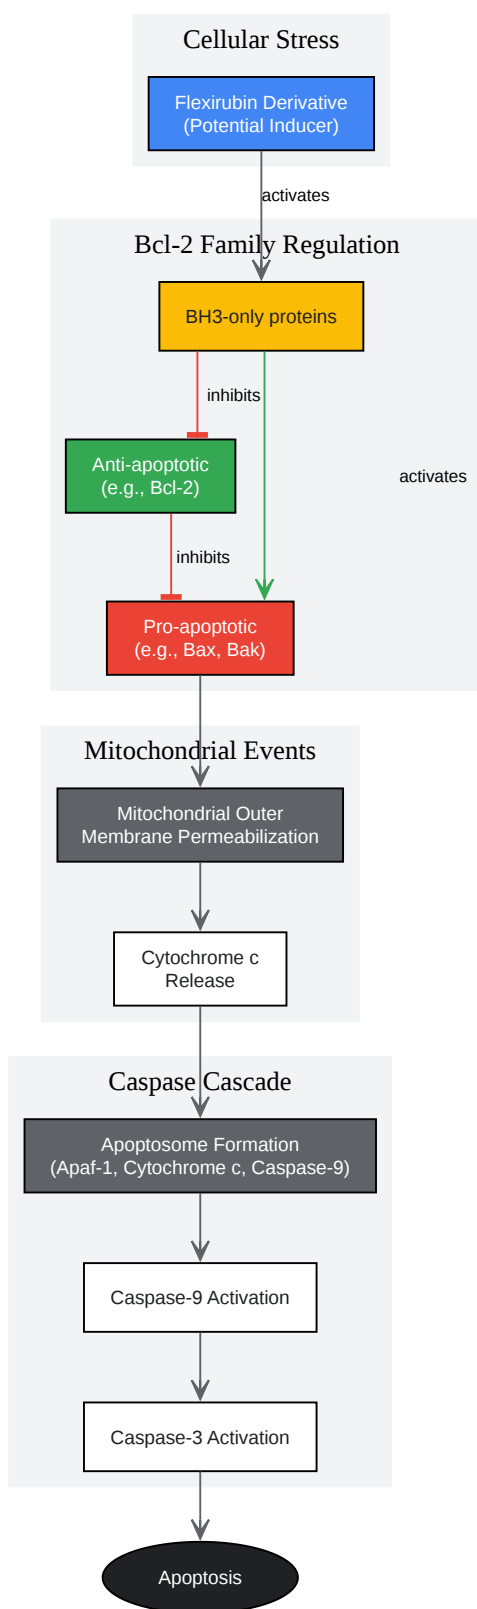 Cellular Stress
Flexirubin Derivative
(Potential Inducer)
activates
Bcl-2 Family Regulation
BH3-only proteins
inhibits
Anti-apoptotic
(e.g., Bcl-2)
activates
inhibits
Pro-apoptotic
(e.g., Bax, Bak)
Mitochondrial Events
Mitochondrial Outer
Membrane Permeabilization
Cytochrome c
Release
Caspase Cascade
Apoptosome Formation
(Apaf-1, Cytochrome c, Caspase-9)
Caspase-9 Activation
Caspase-3 Activation
Apoptosis